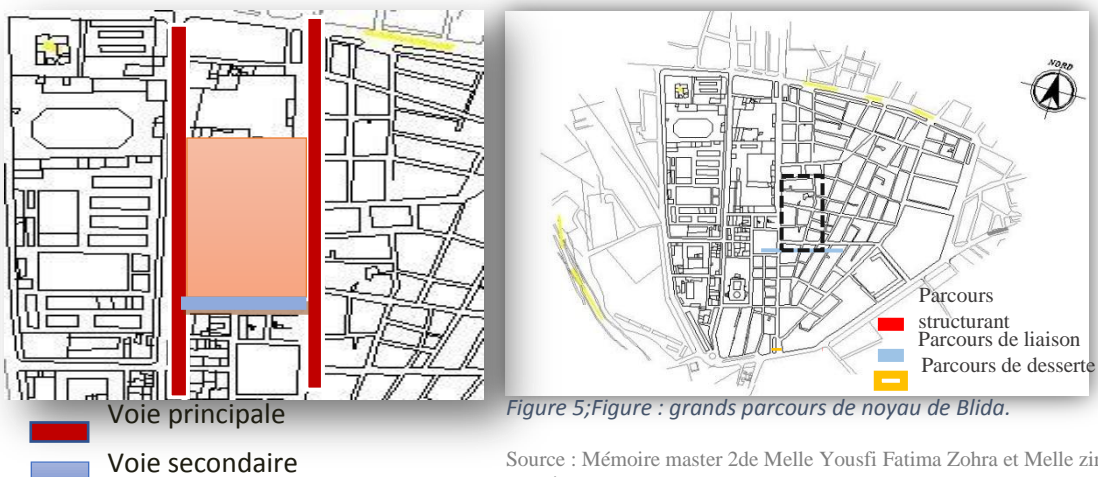 NORD
Parcours
structurant
Parcours de liaison
Parcours de desserte
Voie principale
Voie secondaire
Figure 5;Figure : grands parcours de noyau de Blida.
Source : Mémoire master 2de Melle Yousfi Fatima Zohra et Melle zin